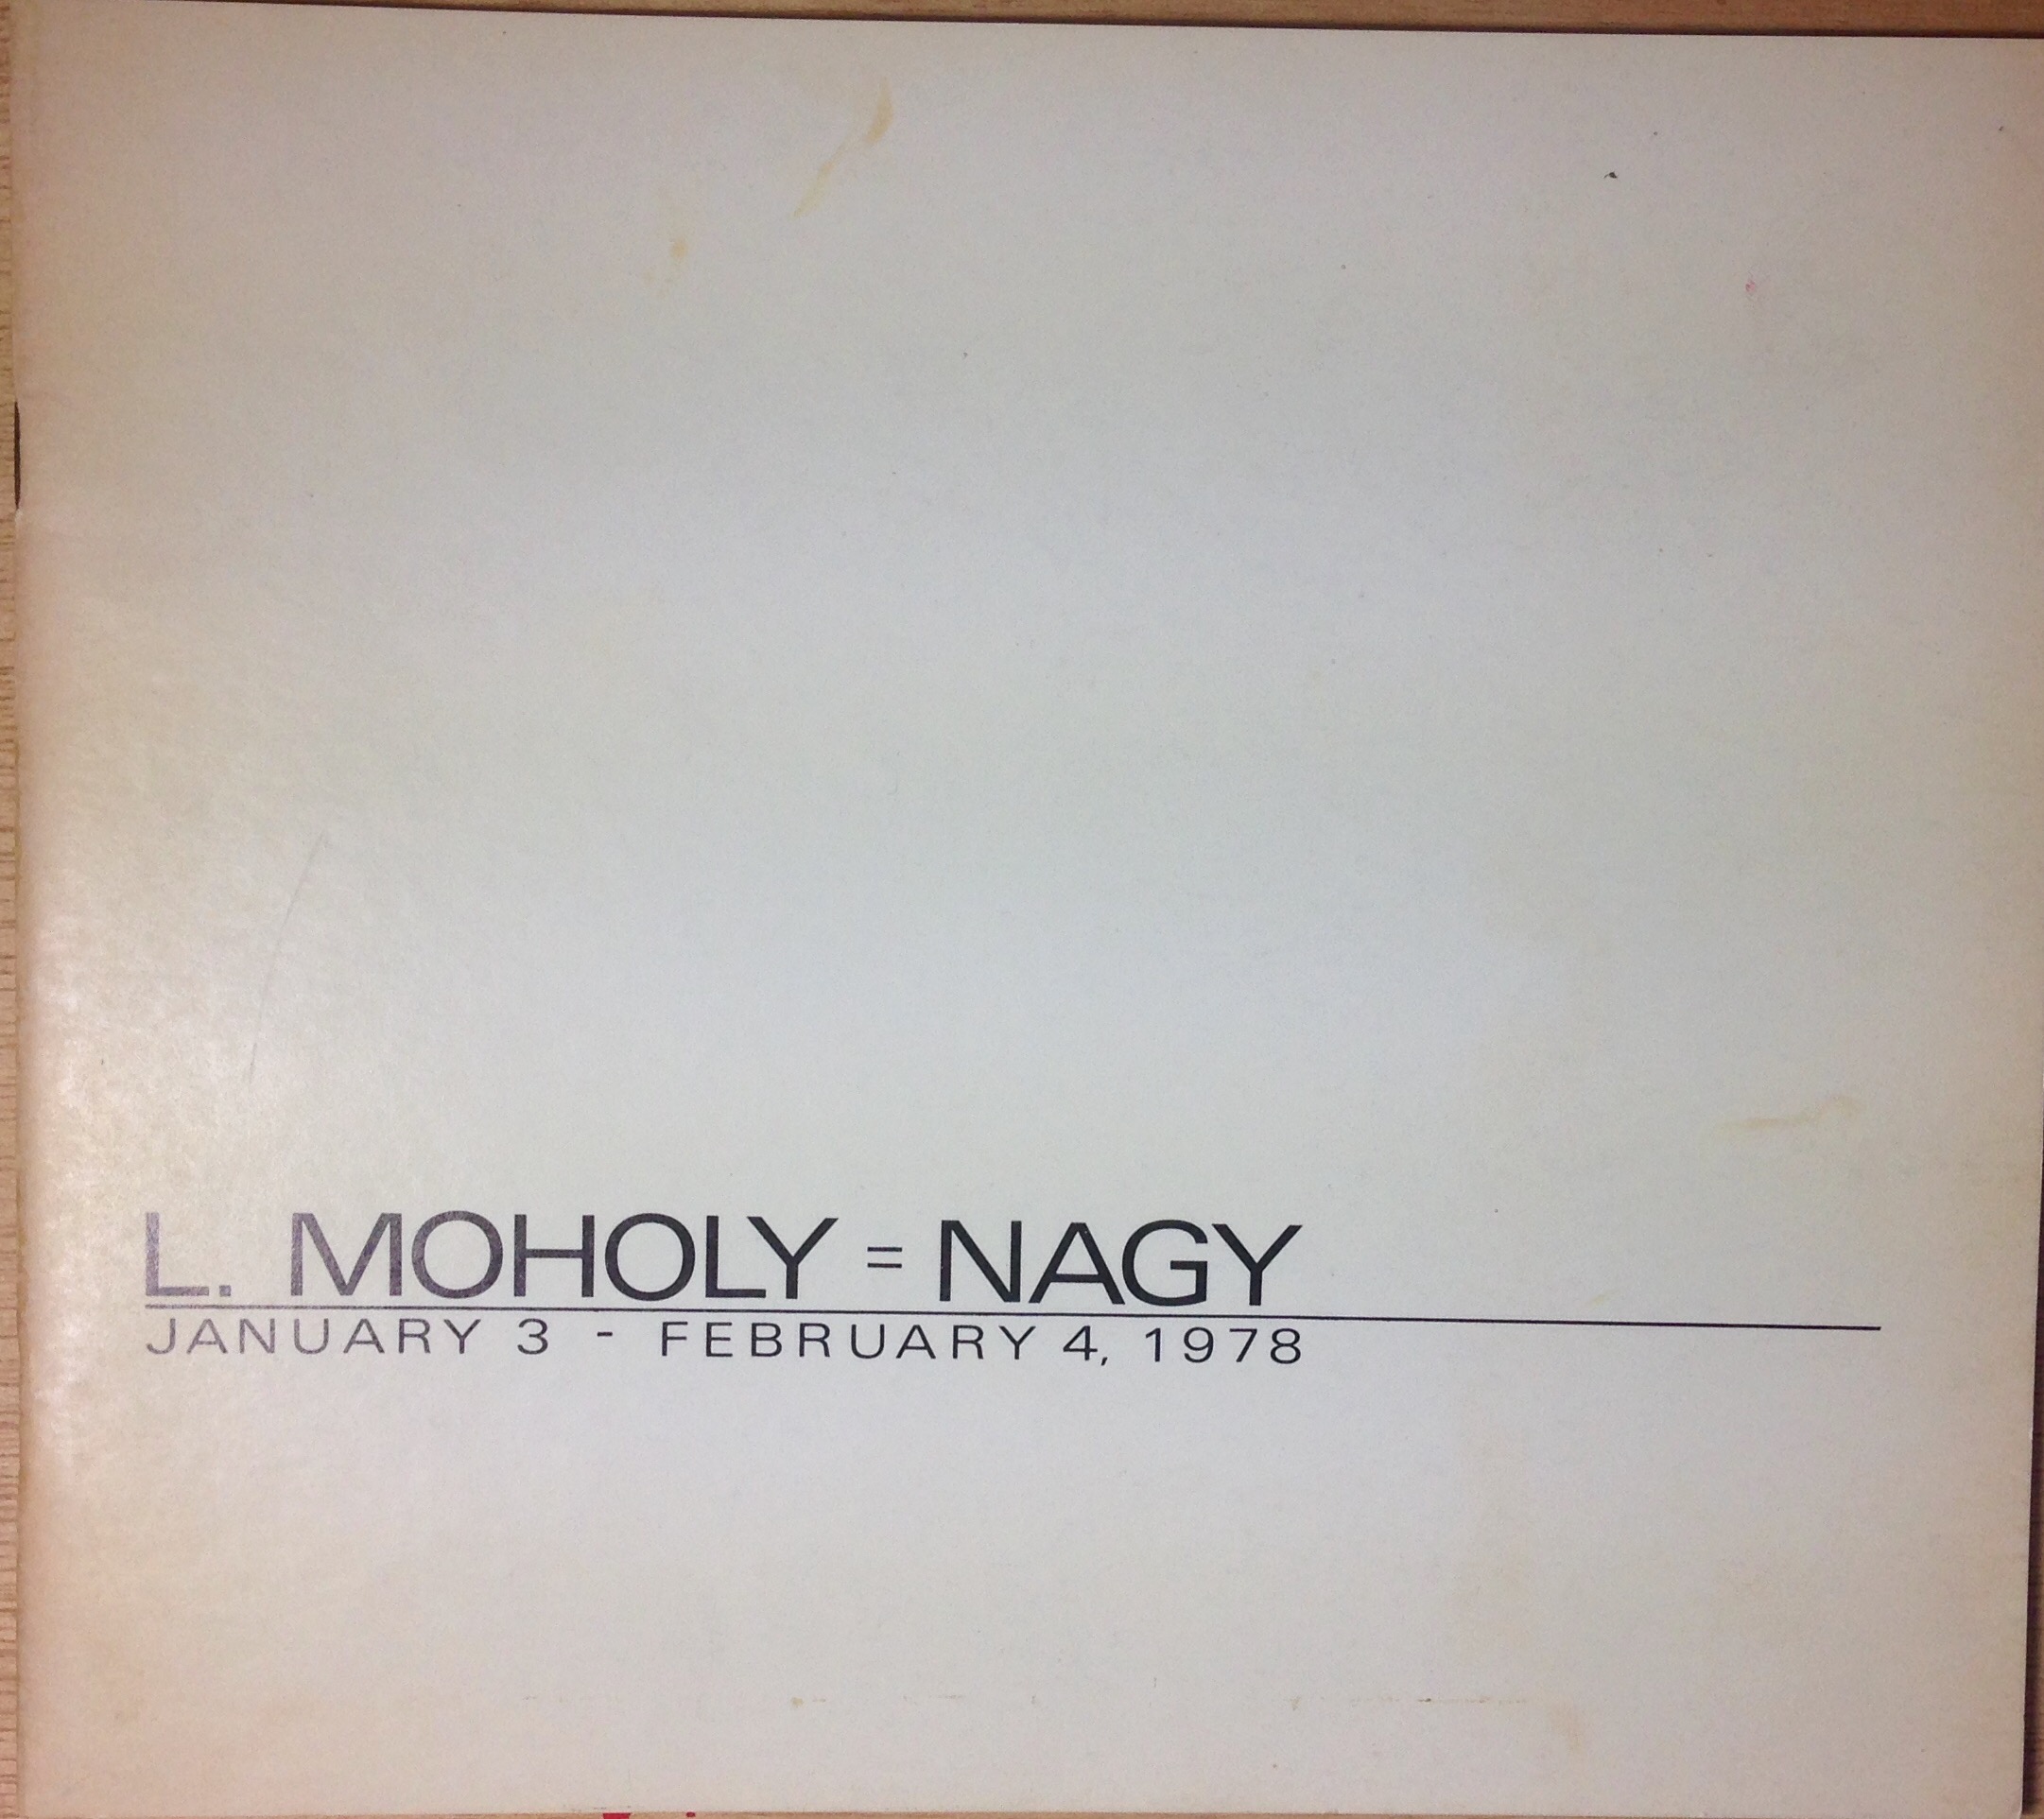 L. MOHOLY = NAGY
JANUARY 3 - FEBRUARY 4, 1978